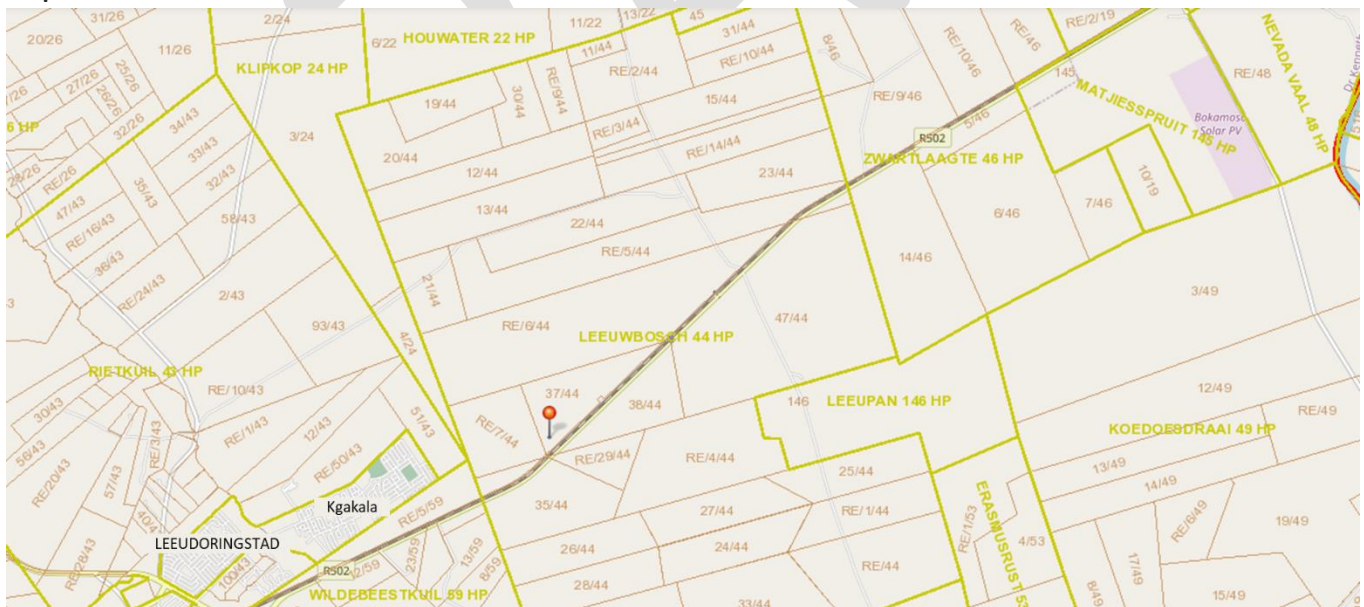 31/26
2/24
11/22
13/22
45
RE/2/19
20/26
11/26
6/22
HOUWATER 22 HP
31/44
8/46
RE/10/46
RE/46
NEVADA VAAL 48 HP
11/44
RE/10/44
25/26
KLIPKOP 24 HP
RE/2/44
145
RE/48
27/26
RE/9/44
RE/9/46
MATJIESSPRUIT 145 HP
26/26
19/44
30/44
15/44
5/46
Bokamoso
Solar PV
32/26
34/43
3/24
RE/3/44
R502
33/43
RE/14/44
ZWARTLAAGTE 46 HP
20/44
28/26
RE/26
35/43
32/43
12/44
23/44
10/19
47/43
13/44
7/46
RE/16/43
58/43
22/44
6/46
36/43
RE/5/44
14/46
RE/24/43
21/44
2/43
3/49
93/43
4/24
RE/6/44
LEEUWBOSCH 44 HP
47/44
RIETKUIL 43 HP
RE/10/43
12/49
37/44
38/44
146
LEEUPAN 146 HP
30/43
RE/1/43
12/43
51/43
RE/7/44
RE/49
KOEDOESDRAAI 49 HP
56/43
RE/3/43
RE/50/43
RE/29/44
RE/4/44
13/49
RE/20/43
57/43
25/44
14/49
Kgakala
RE/5/59
35/44
27/44
RE/1/44
RE/1/53
ERASMUSRUST 53
RE/6/49
19/49
40/43
LEEUDORINGSTAD
26/44
24/44
4/53
RE/28/43
100/43
R502
12/59
23/59
13/59
8/59
28/44
RE/44
17/49
8/49
15/49
WILDEBEESTKUIL 59 HP
33/44